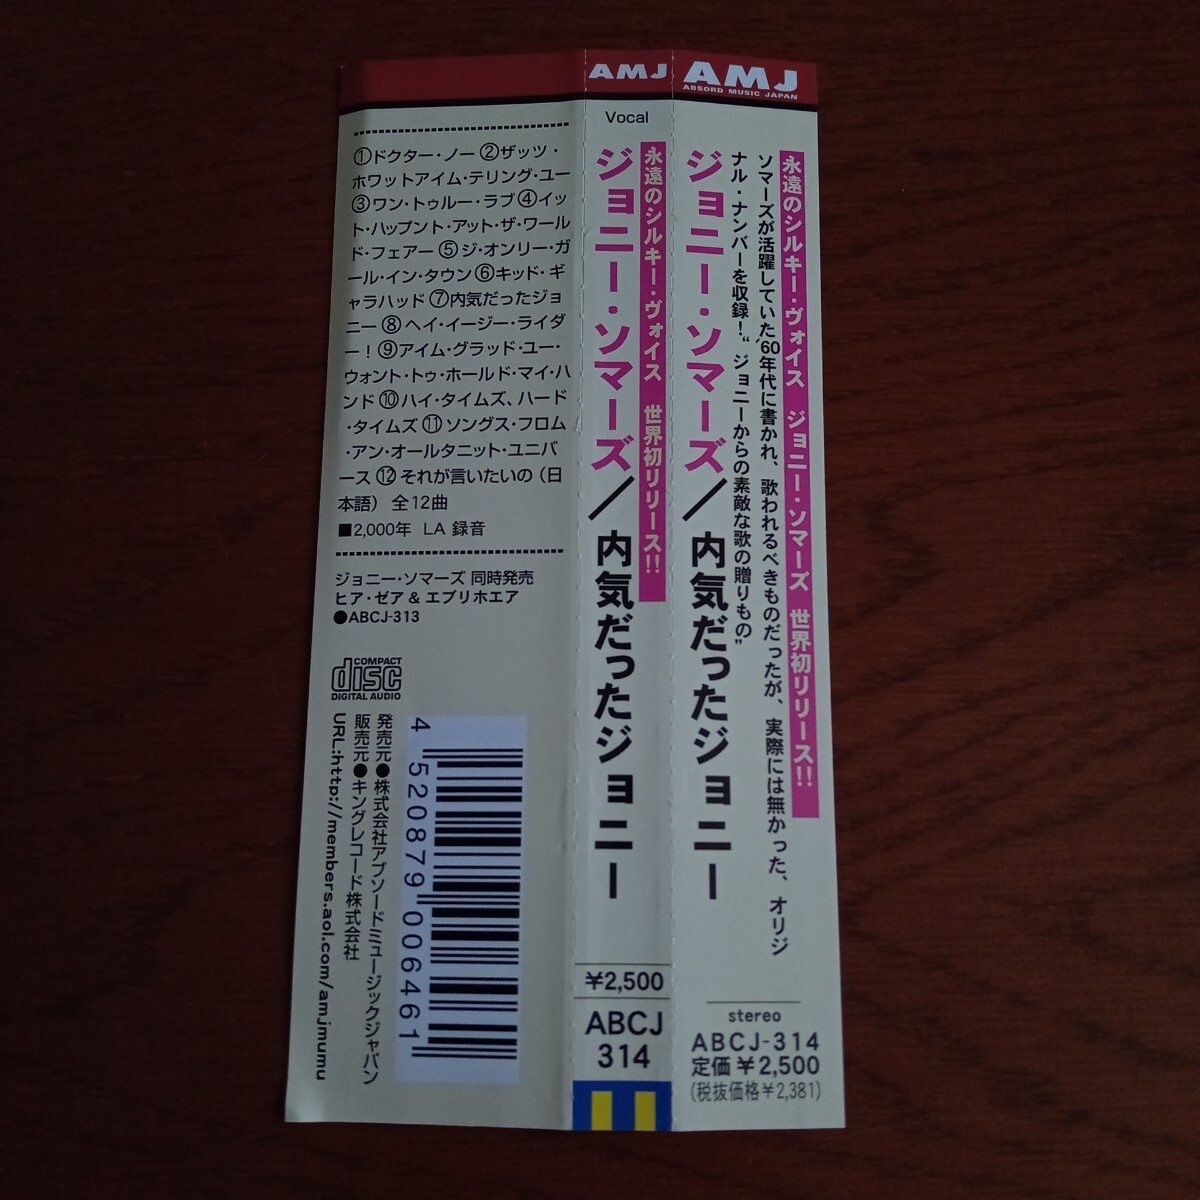 AMJ
ABSORD MUSIC JAPAN
永遠のシルキー・ヴォイス ジョニー・ソマーズ 世界初リリース!!
ソマーズが活躍していた'60年代に書かれ、歌われるべきものだったが、実際には無かった、オリジ
ナル・ナンバーを収録!“ジョニーからの素敵な歌の贈りもの”
ジョニー・ソマーズ/内気だったジョニー
stereo
ABCJ-314
定価¥2,500
(税抜価格¥2,381)
AMJ
Vocal
永遠のシルキー・ヴォイス 世界初リリース!!
ジョニー・ソマーズ/内気だったジョニー
¥2,500
ABCJ
314
①ドクター・ノー②ザッツ・
ホワットアイム・テリング・ユー
③ワン・トゥルー・ラブ④イッ
ト・ハップント・アット・ザ・ワール
ド・フェアー⑤ジ・オンリー・ガ
ール・イン・タウン⑥キッド・ギ
ャラハッド⑦内気だったジョ
ニー⑧ヘイ・イージー・ライダ
ー!⑨アイム・グラッド・ユー・
ウォント・トゥ・ホールド・マイ・ハ
ンド⑩ハイ・タイムズ、ハード
・タイムズ⑪ソングス・フロム
・アン・オールタニット・ユニバ
ース⑫それが言いたいの(日
本語) 全12曲
■2,000年 LA 録音
ジョニー・ソマーズ 同時発売
ヒア・ゼア&エブリホエア
●ABCJ-313
COMPACT
disc
DIGITAL AUDIO
4 520879 006461
発売元●株式会社アブソードミュージックジャパン
販売元●キングレコード株式会社
URL:http://members.aol.com/amjmumu